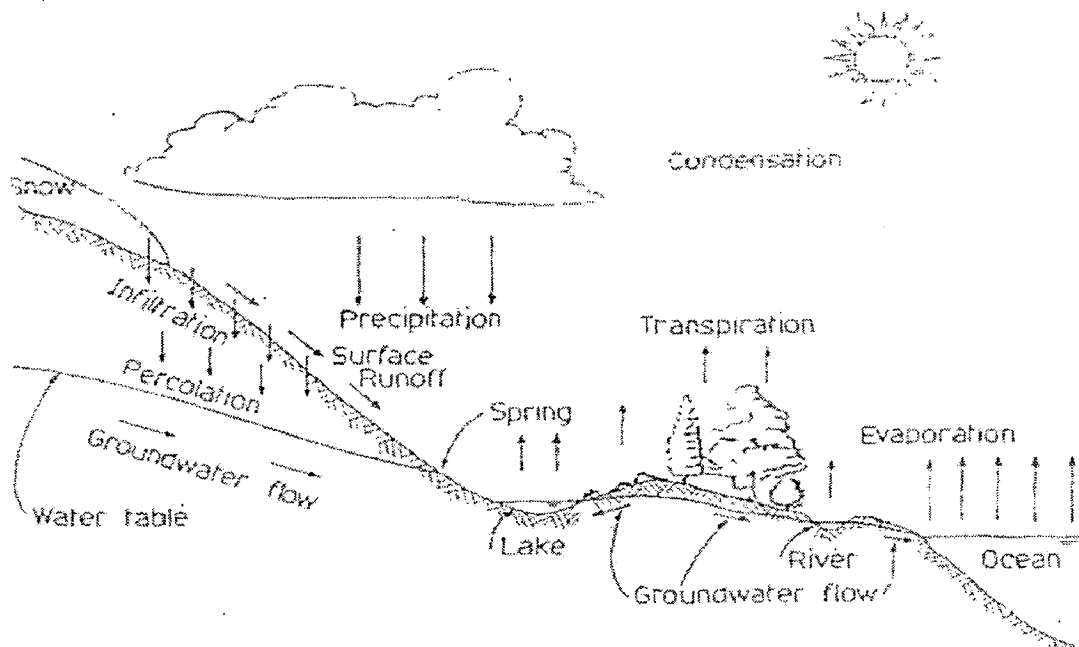 Condensation
Snow
Infiltration
Precipitation
Transpiration
Surface
Runoff
Percolation
Spring
Evaporation
Groundwater flow
Water table
Lake
River
Ocean
Groundwater flow